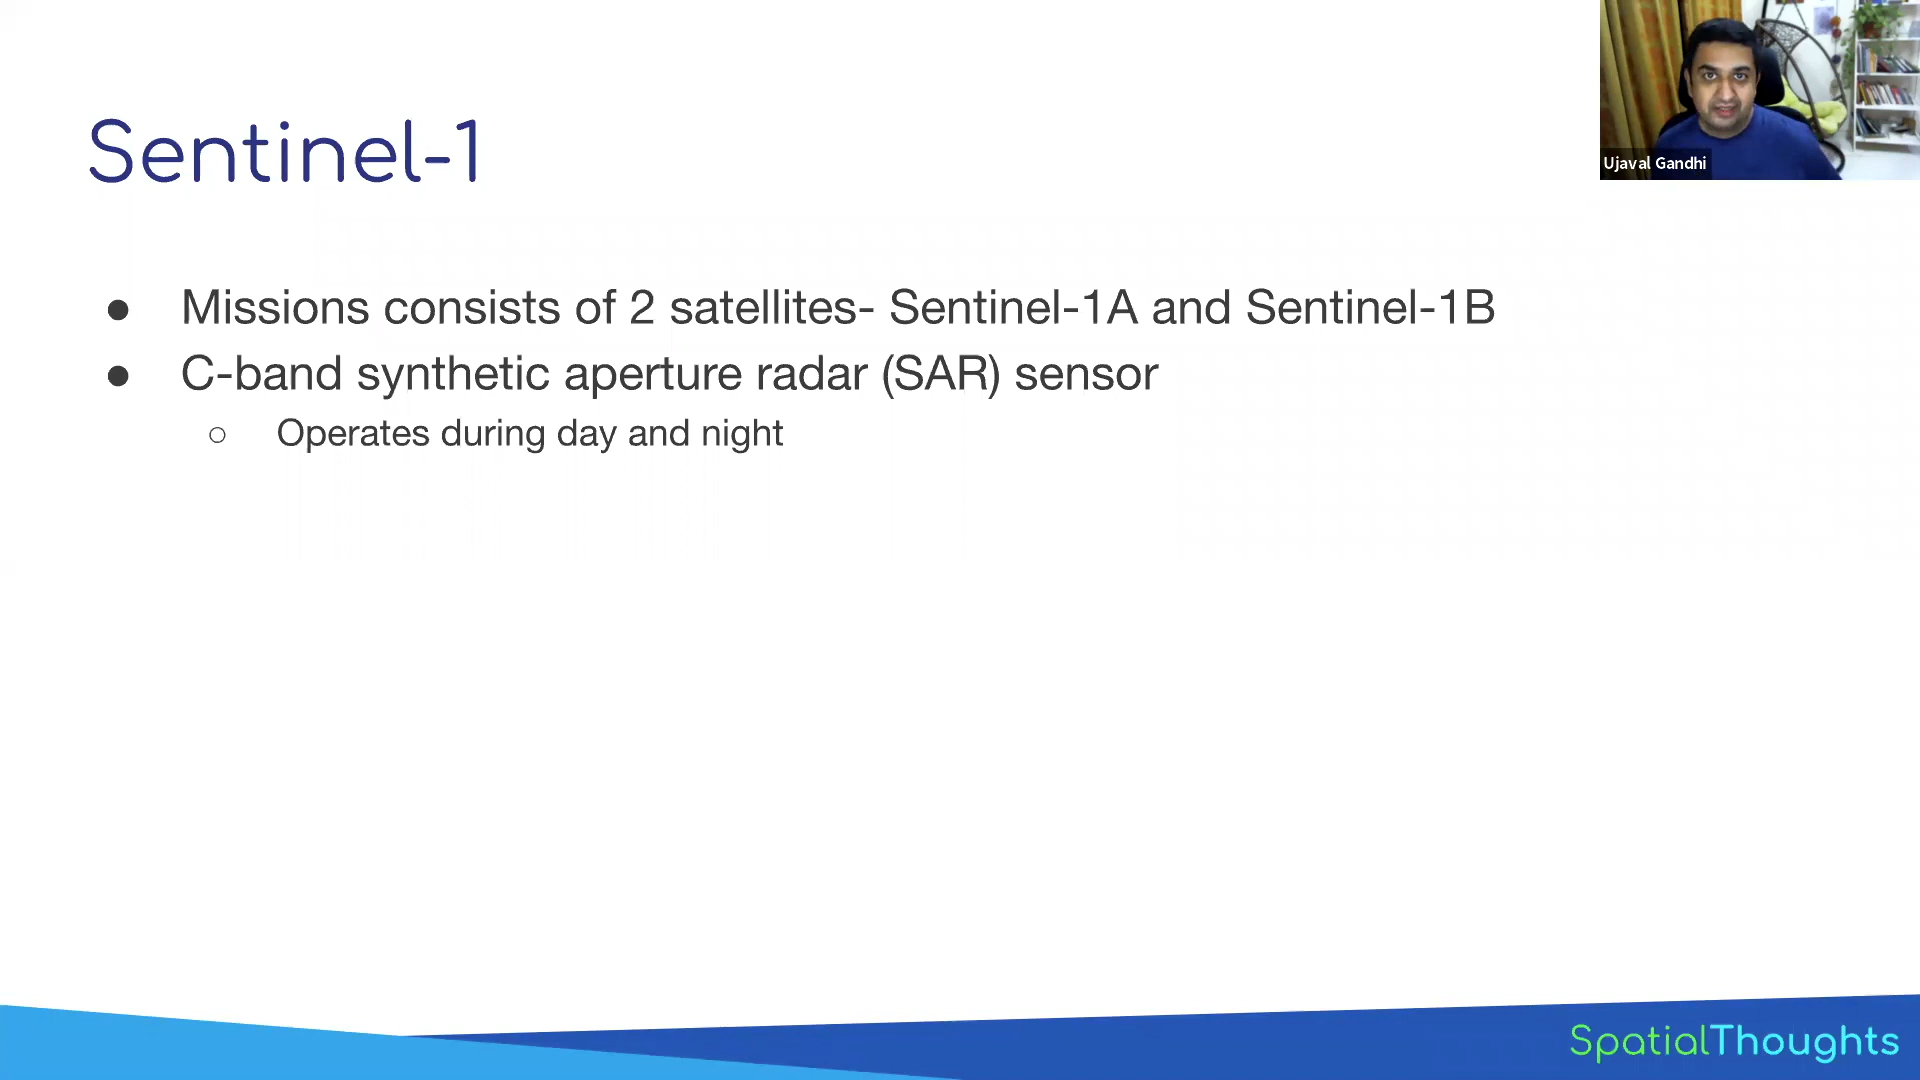 Sentinel-1
Ujaval Gandhi
● Missions consists of 2 satellites- Sentinel-1A and Sentinel-1B
● C-band synthetic aperture radar (SAR) sensor
○ Operates during day and night
SpatialThoughts